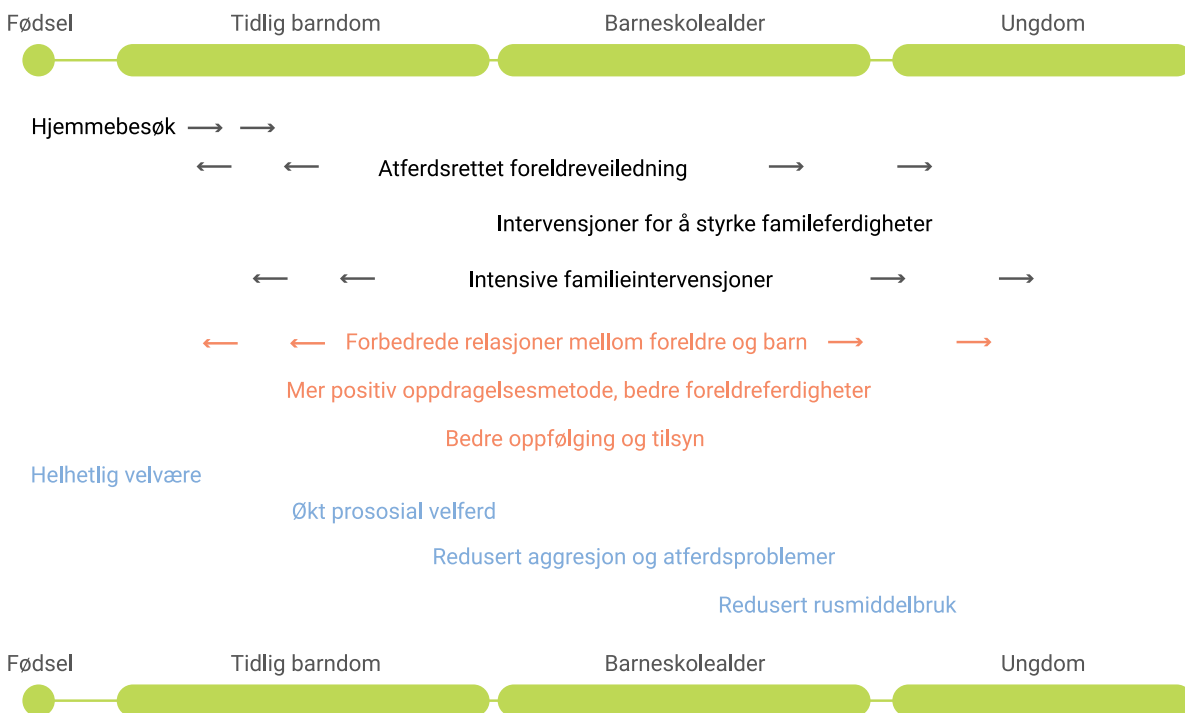 Fødsel Tidlig barndom Barneskolealder Ungdom
Hjemmebesøk → →
← ← Atferdsrettet foreldreveiledning → →
Intervensjoner for å styrke famileferdigheter
← ← Intensive familieintervensjoner → →
← ← Forbedrede relasjoner mellom foreldre og barn → →
Mer positiv oppdragelsesmetode, bedre foreldreferdigheter
Bedre oppfølging og tilsyn
Helhetlig velvære
Økt prososial velferd
Redusert aggresjon og atferdsproblemer
Redusert rusmiddelbruk
Fødsel Tidlig barndom Barneskolealder Ungdom